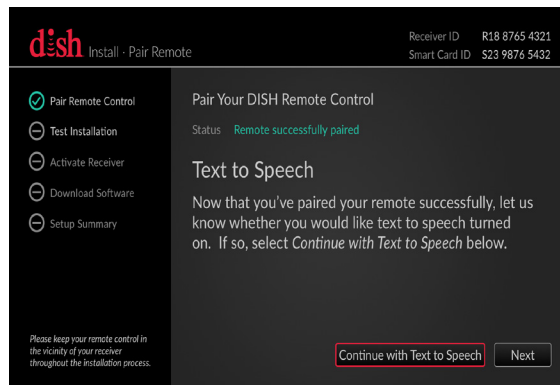 dish Install · Pair Remote
Receiver ID R18 8765 4321
Smart Card ID S23 9876 5432
Pair Remote Control
Test Installation
Activate Receiver
Download Software
Setup Summary
Please keep your remote control in
the vicinity of your receiver
throughout the installation process.
Pair Your DISH Remote Control
Status Remote successfully paired
Text to Speech
Now that you've paired your remote successfully, let us
know whether you would like text to speech turned
on. If so, select Continue with Text to Speech below.
Continue with Text to Speech
Next